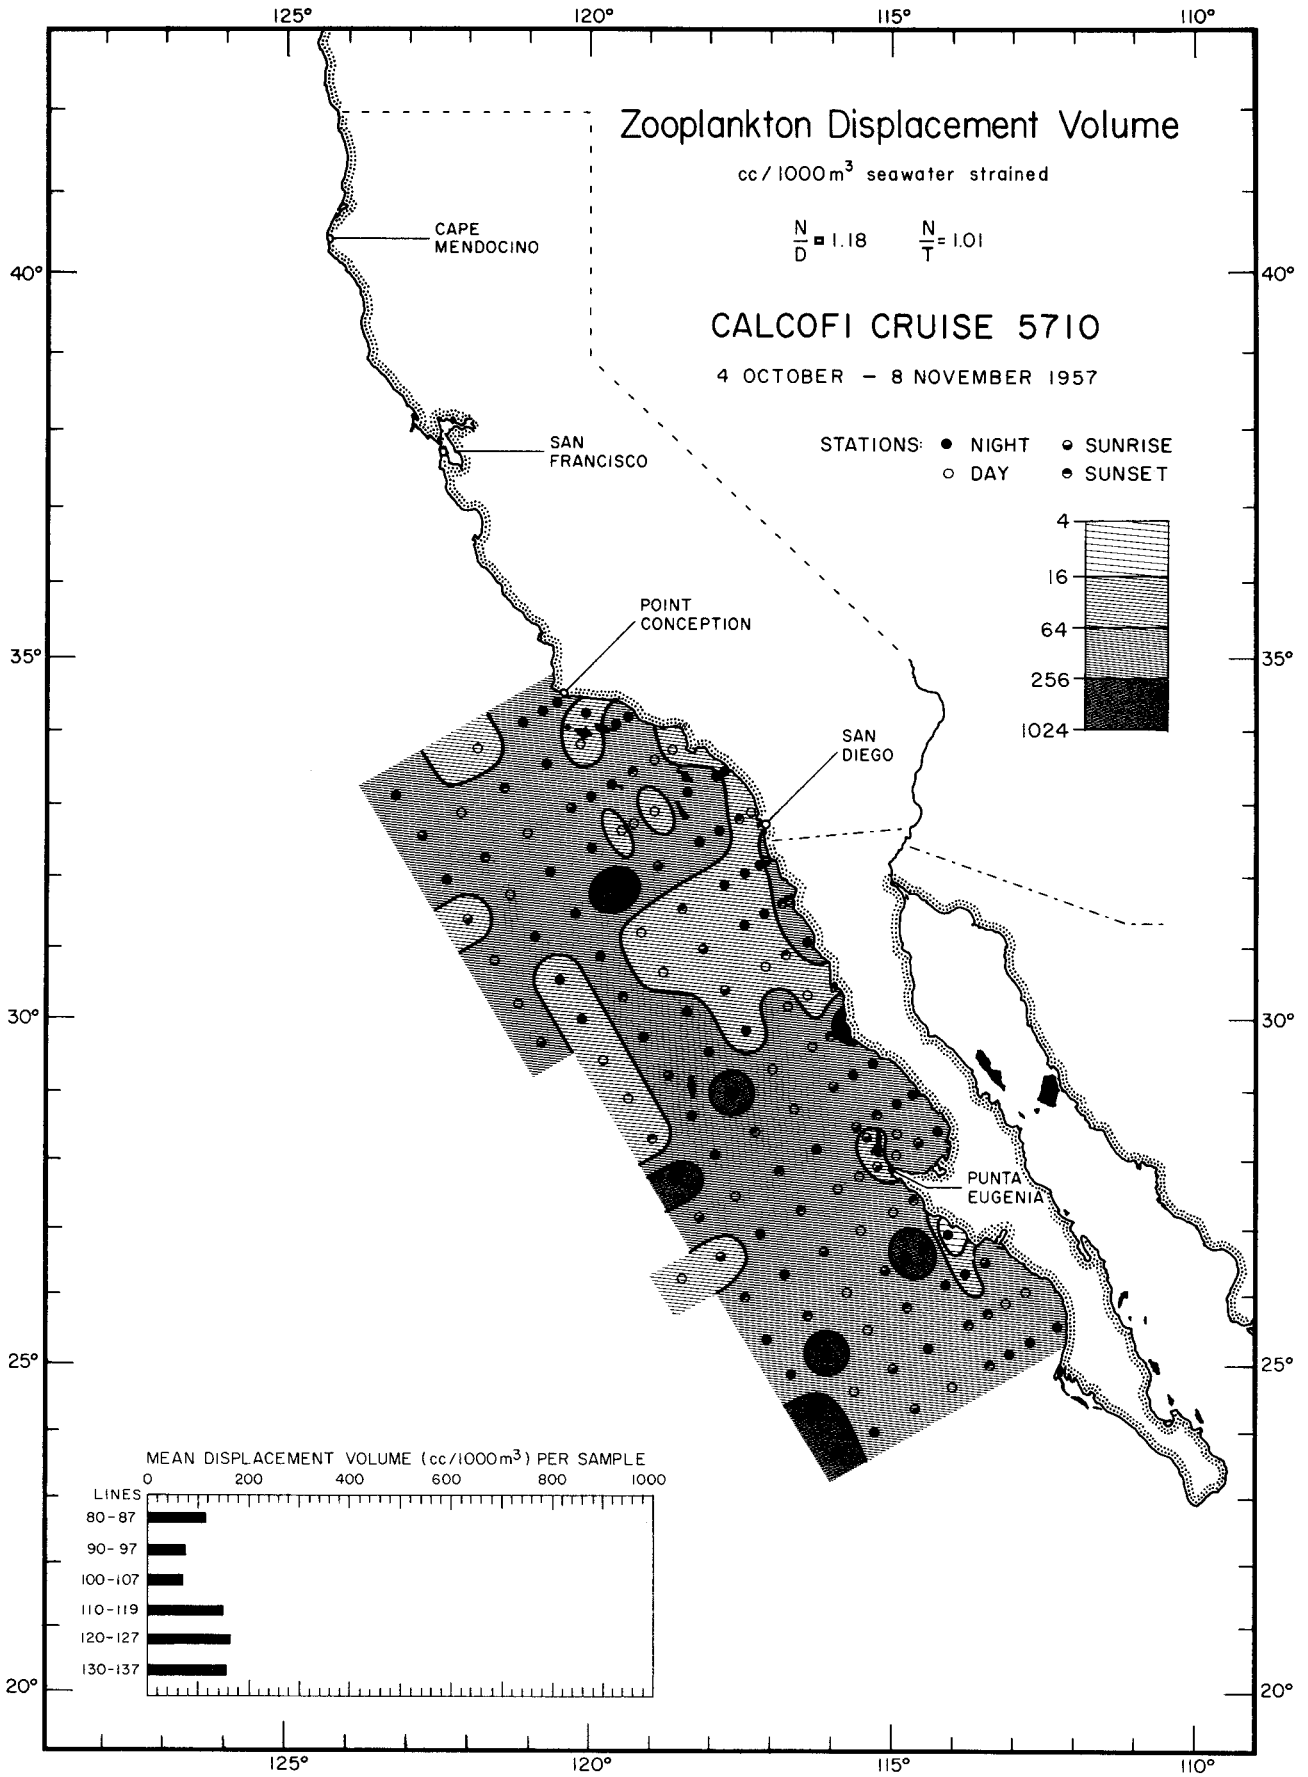 125° 120° 115° 110°
Zooplankton Displacement Volume
cc/1000m³ seawater strained
N/D = 1.18 N/T = 1.01
CAPE
MENDOCINO
40° 40°
CALCOFI CRUISE 5710
4 OCTOBER – 8 NOVEMBER 1957
STATIONS: NIGHT SUNRISE
DAY SUNSET
SAN
FRANCISCO
4
16
64
256
1024
POINT
CONCEPTION
35° 35°
SAN
DIEGO
30° 30°
PUNTA
EUGENIA
25° 25°
MEAN DISPLACEMENT VOLUME (cc/1000m³) PER SAMPLE
0 200 400 600 800 1000
LINES
80-87
90-97
100-107
110-119
120-127
130-137
20° 20°
125° 120° 115° 110°